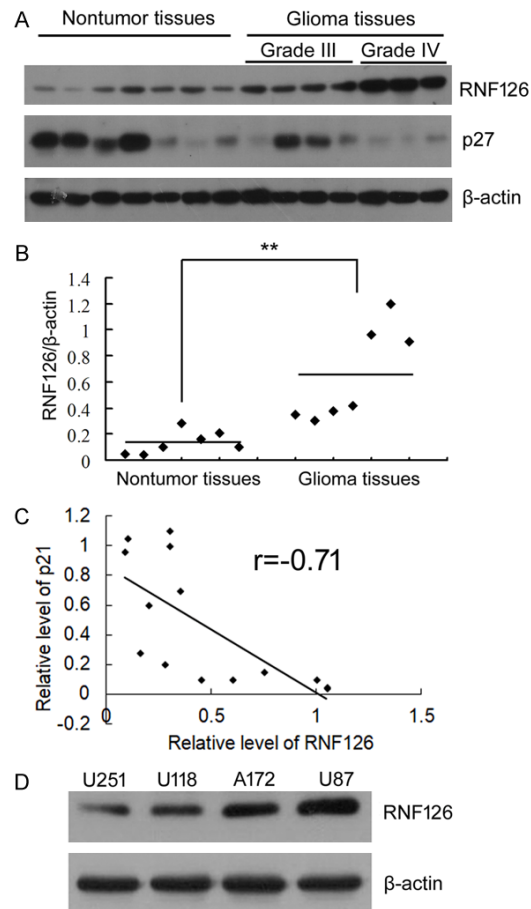 A
Nontumor tissues Glioma tissues
Grade III Grade IV
RNF126
p27
β-actin
B
**
RNF126/β-actin
1.4
1.2
1
0.8
0.6
0.4
0.2
0
Nontumor tissues Glioma tissues
C
Relative level of p21
1.2
1
0.8
0.6
0.4
0.2
0
-0.2
r=-0.71
0 0.5 1 1.5
Relative level of RNF126
D
U251 U118 A172 U87
RNF126
β-actin